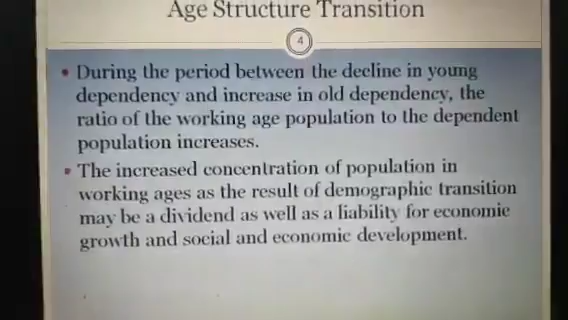 Age Structure Transition
4
• During the period between the decline in young
dependency and increase in old dependency, the
ratio of the working age population to the dependent
population increases.
• The increased concentration of population in
working ages as the result of demographic transition
may be a dividend as well as a liability for economic
growth and social and economic development.